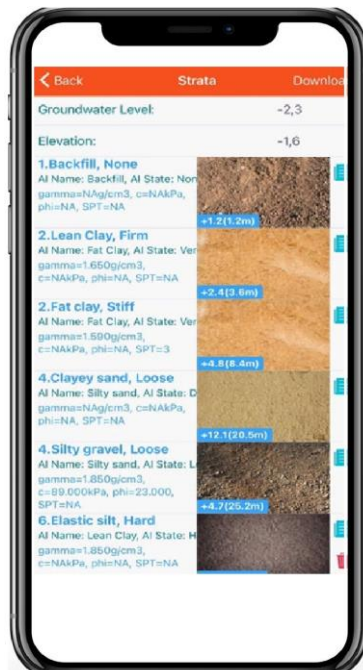 Back Strata Downloa
Groundwater Level: -2,3
Elevation: -1,6
1.Backfill, None
AI Name: Backfill, AI State: Non
gamma=NAg/cm3, c=NAkPa,
phi=NA, SPT=NA
+1.2(1.2m)
2.Lean Clay, Firm
AI Name: Fat Clay, AI State: Ver
gamma=1.650g/cm3,
c=NAkPa, phi=NA, SPT=NA
+2.4(3.6m)
2.Fat clay, Stiff
AI Name: Fat Clay, AI State: Ver
gamma=1.590g/cm3,
c=NAkPa, phi=NA, SPT=3
+4.8(8.4m)
4.Clayey sand, Loose
AI Name: Silty sand, AI State: D
gamma=NAg/cm3, c=NAkPa,
phi=NA, SPT=NA
+12.1(20.5m)
4.Silty gravel, Loose
AI Name: Silty sand, AI State: L
gamma=1.850g/cm3,
c=89.000kPa, phi=23.000,
SPT=NA
+4.7(25.2m)
6.Elastic silt, Hard
AI Name: Lean Clay, AI State: H
gamma=1.850g/cm3,
c=NAkPa, phi=NA, SPT=NA